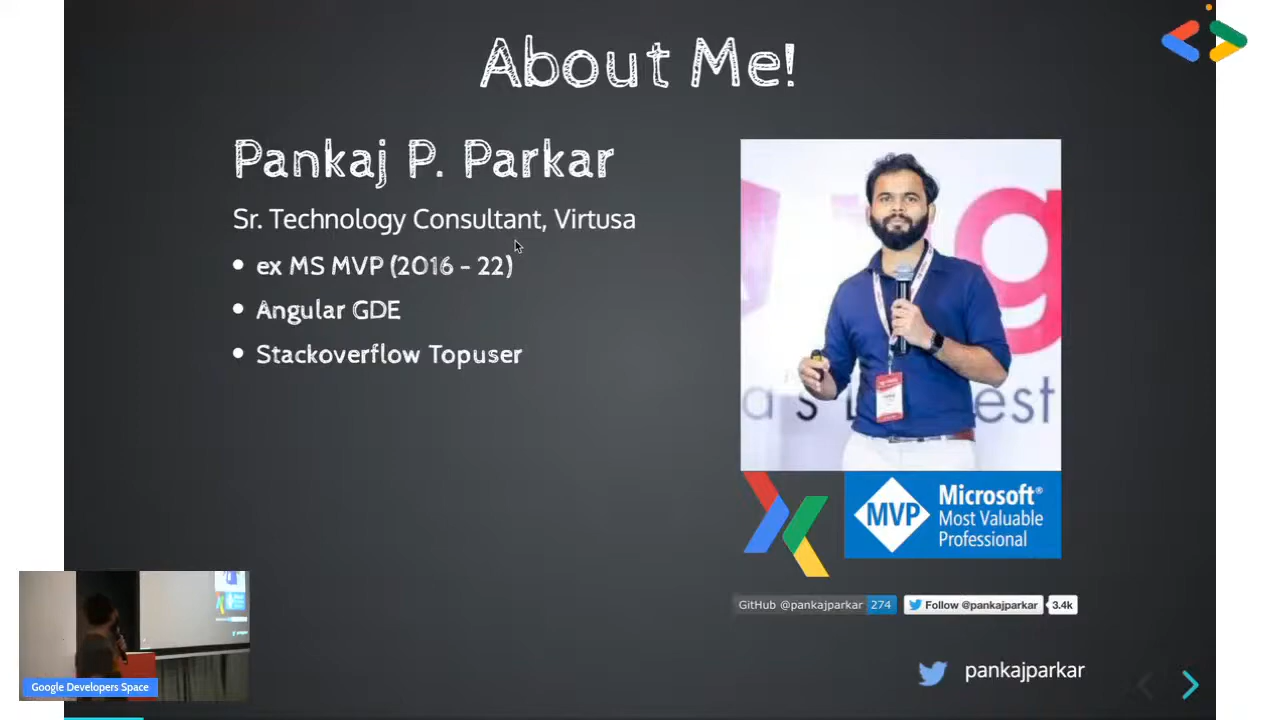 About Me!
Pankaj P. Parkar
Sr. Technology Consultant, Virtusa
ex MS MVP (2016 - 22)
Angular GDE
Stackoverflow Topuser
g
a's
est
MVP
Microsoft®
Most Valuable
Professional
GitHub @pankajparkar 274
Follow @pankajparkar 3.4k
pankajparkar
Google Developers Space